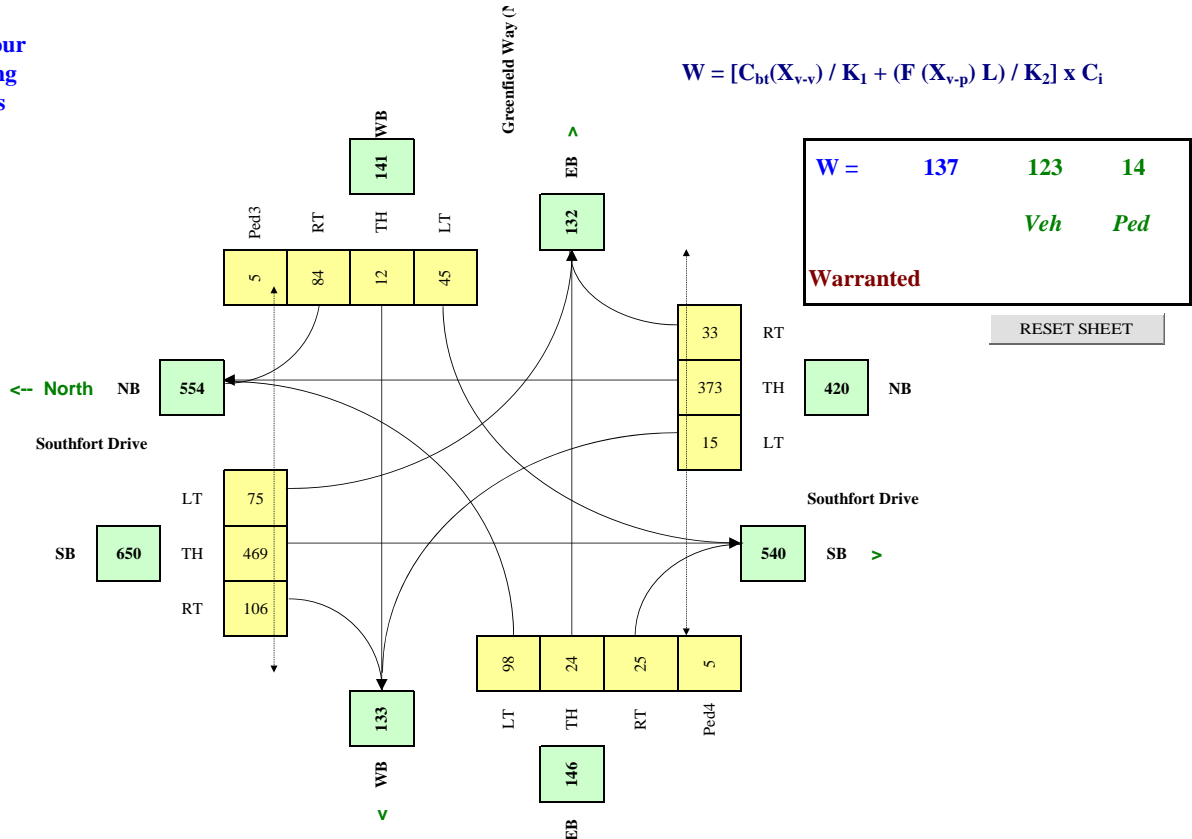 Greenfield Way
W = [Cbt(Xv-v) / K1 + (F (Xv-p) L) / K2] x Ci
W = 137 123 14
Veh Ped
Warranted
RESET SHEET
WB
141
^
EB
132
Ped3 RT TH LT
5 84 12 45
33 RT
373 TH
15 LT
420 NB
<-- North NB 554
Southfort Drive
LT 75
SB 650 TH 469
RT 106
Southfort Drive
540 SB >
98 24 25 5
LT TH RT Ped4
133
WB
v
146
EB